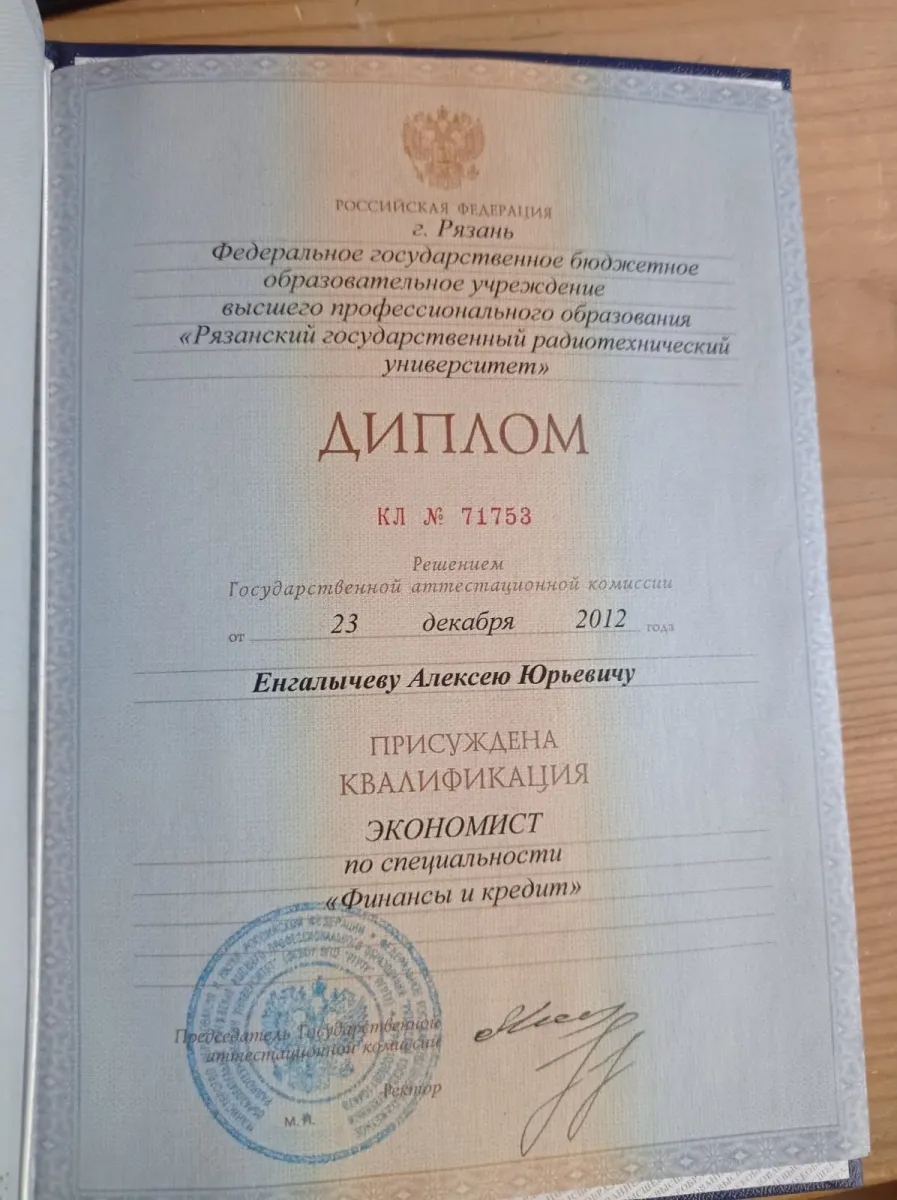 РОССИЙСКАЯ ФЕДЕРАЦИЯ
г. Рязань
Федеральное государственное бюджетное
образовательное учреждение
высшего профессионального образования
«Рязанский государственный радиотехнический
университет»
ДИПЛОМ
КЛ № 71753
Решением
Государственной аттестационной комиссии
от 23 декабря 2012 года
Енгалычеву Алексею Юрьевичу
ПРИСУЖДЕНА
КВАЛИФИКАЦИЯ
ЭКОНОМИСТ
по специальности
«Финансы и кредит»
Председатель Государственной
аттестационной комиссии
Ректор
М.П.